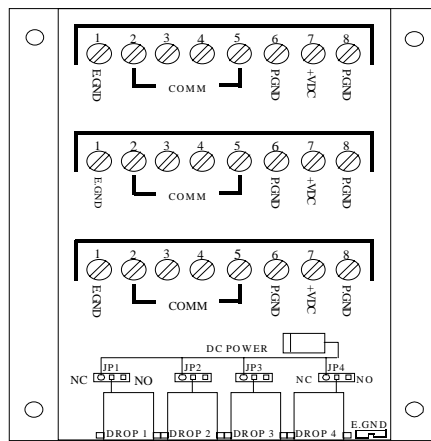 1 2 3 4 5 6 7 8
E.GND COMM P.GND +VDC P.GND
1 2 3 4 5 6 7 8
E.GND COMM P.GND +VDC P.GND
1 2 3 4 5 6 7 8
E.GND COMM P.GND +VDC P.GND
DC POWER
JP1 JP2 JP3 JP4
NC NO NC NO
E.GND
DROP 1 DROP 2 DROP 3 DROP 4